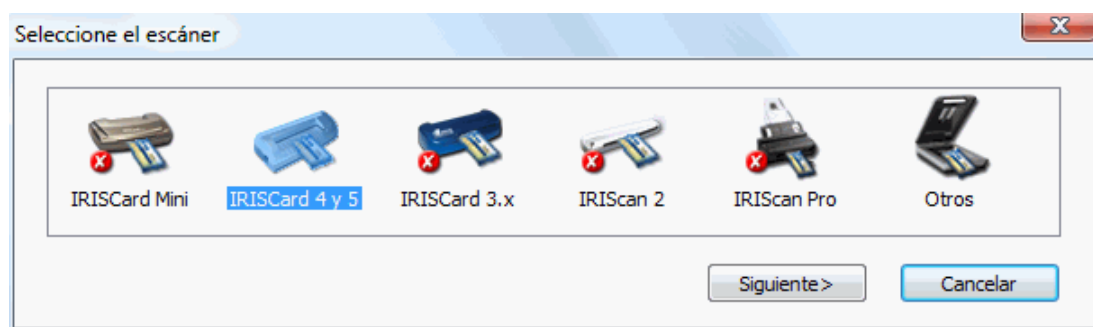 Seleccione el escáner
IRISCard Mini
IRISCard 4 y 5
IRISCard 3.x
IRIScan 2
IRIScan Pro
Otros
Siguiente>
Cancelar